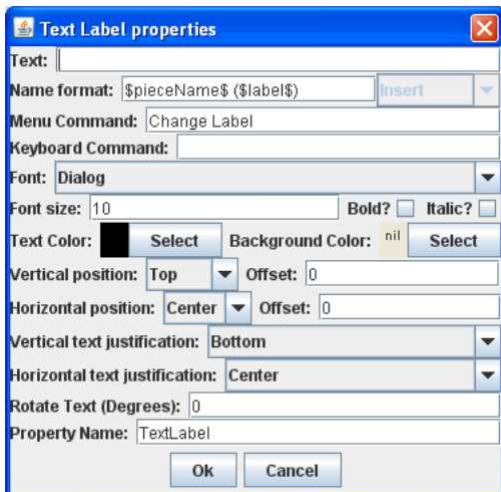 Text Label properties
Text:
Name format: $pieceName$ ($label$) Insert
Menu Command: Change Label
Keyboard Command:
Font: Dialog
Font size: 10 Bold? Italic?
Text Color: Select Background Color: nil Select
Vertical position: Top Offset: 0
Horizontal position: Center Offset: 0
Vertical text justification: Bottom
Horizontal text justification: Center
Rotate Text (Degrees): 0
Property Name: TextLabel
Ok Cancel